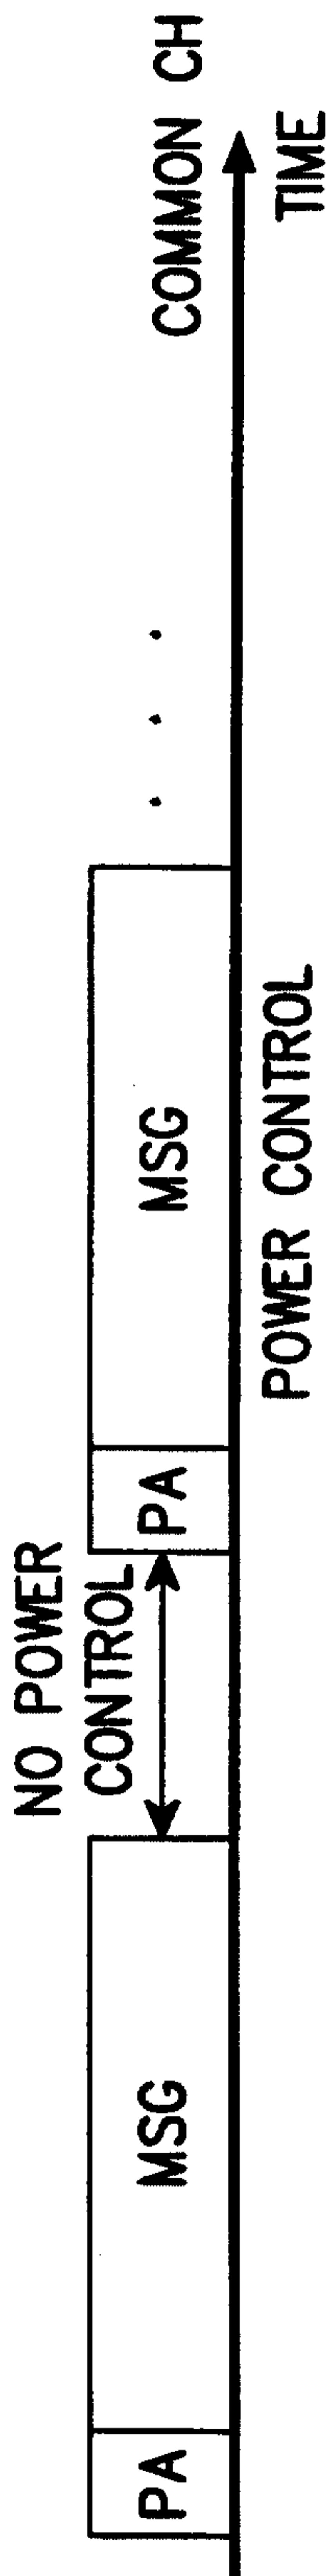 NO POWER
CONTROL
PA
MSG
PA
MSG
. . .
COMMON CH
POWER CONTROL
TIME